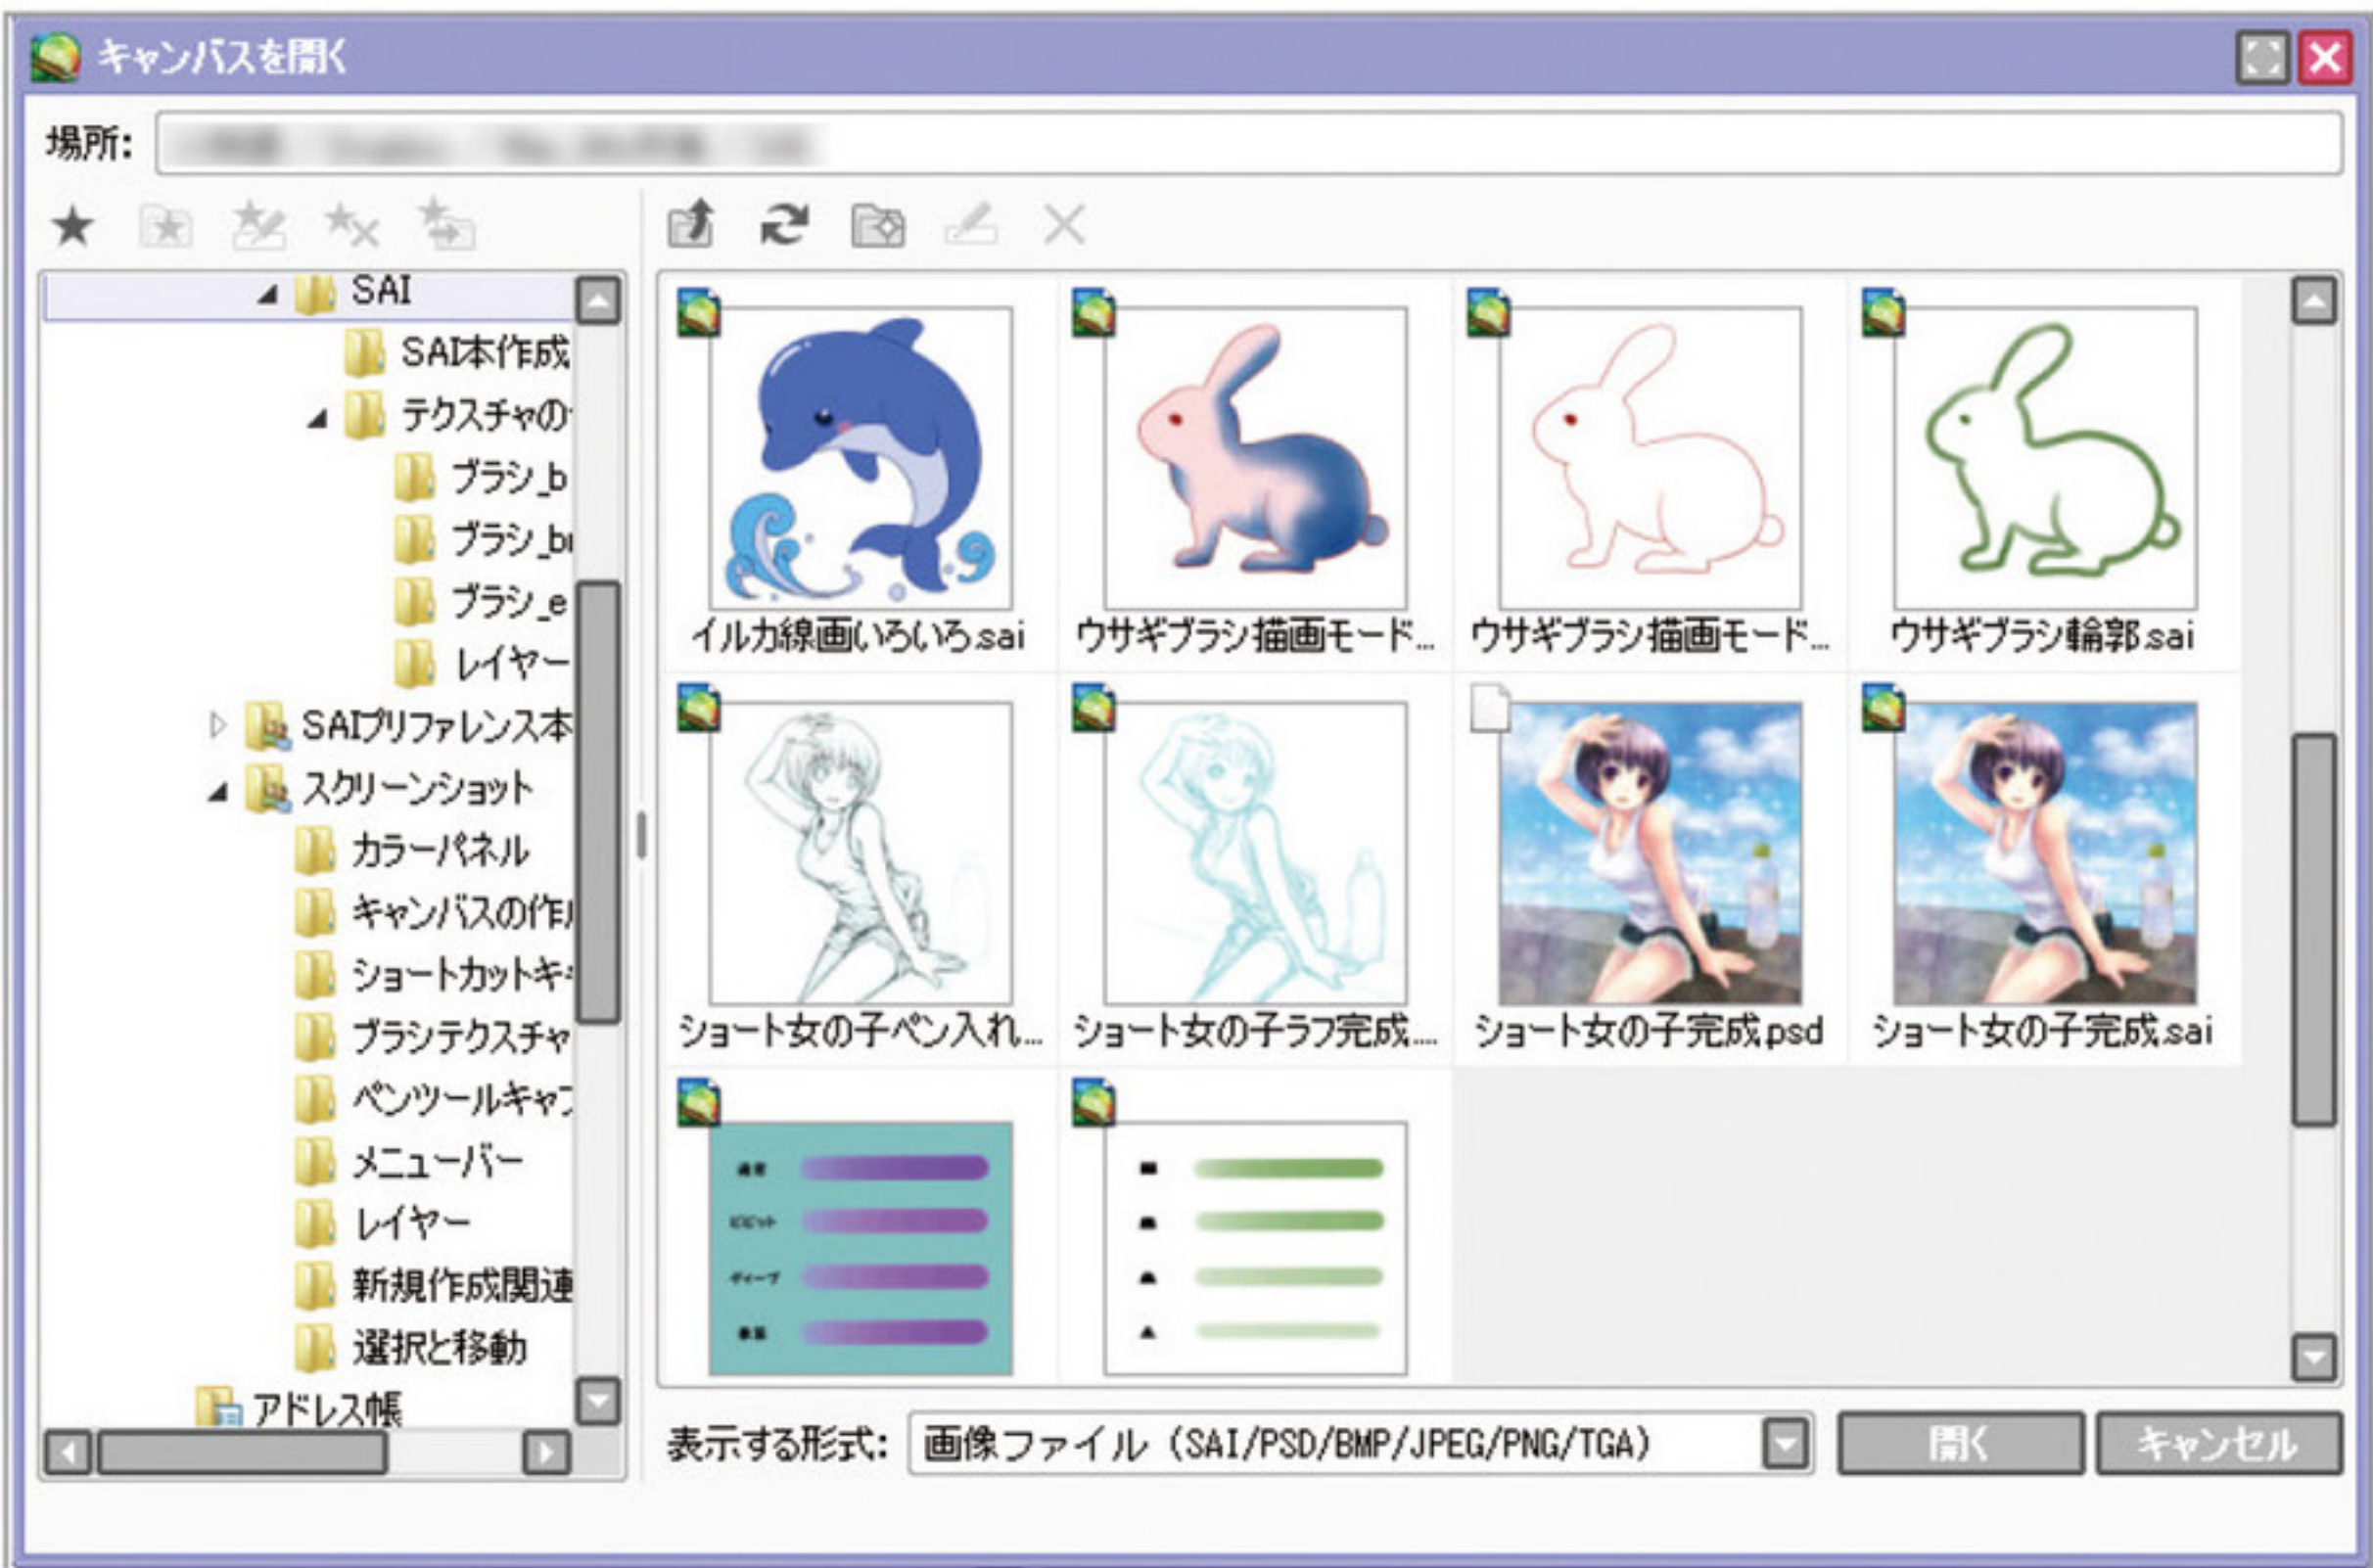 キャンバスを開く
場所:
SAI
SAI本作成
テクスチャの
ブラシ_b
ブラシ_b
ブラシ_e
レイヤー
SAIプリファレンス本
スクリーンショット
カラーパネル
キャンバスの作
ショートカットキ
ブラシテクスチャ
ペンツールキャプ
メニューバー
レイヤー
新規作成関連
選択と移動
アドレス帳
イルカ線画いろいろ.sai
ウサギブラシ描画モード...
ウサギブラシ描画モード...
ウサギブラシ輪郭.sai
ショート女の子ペン入れ...
ショート女の子ラフ完成....
ショート女の子完成.psd
ショート女の子完成.sai
通常
ビビット
ディープ
表示する形式: 画像ファイル (SAI/PSD/BMP/JPEG/PNG/TGA)
開く
キャンセル